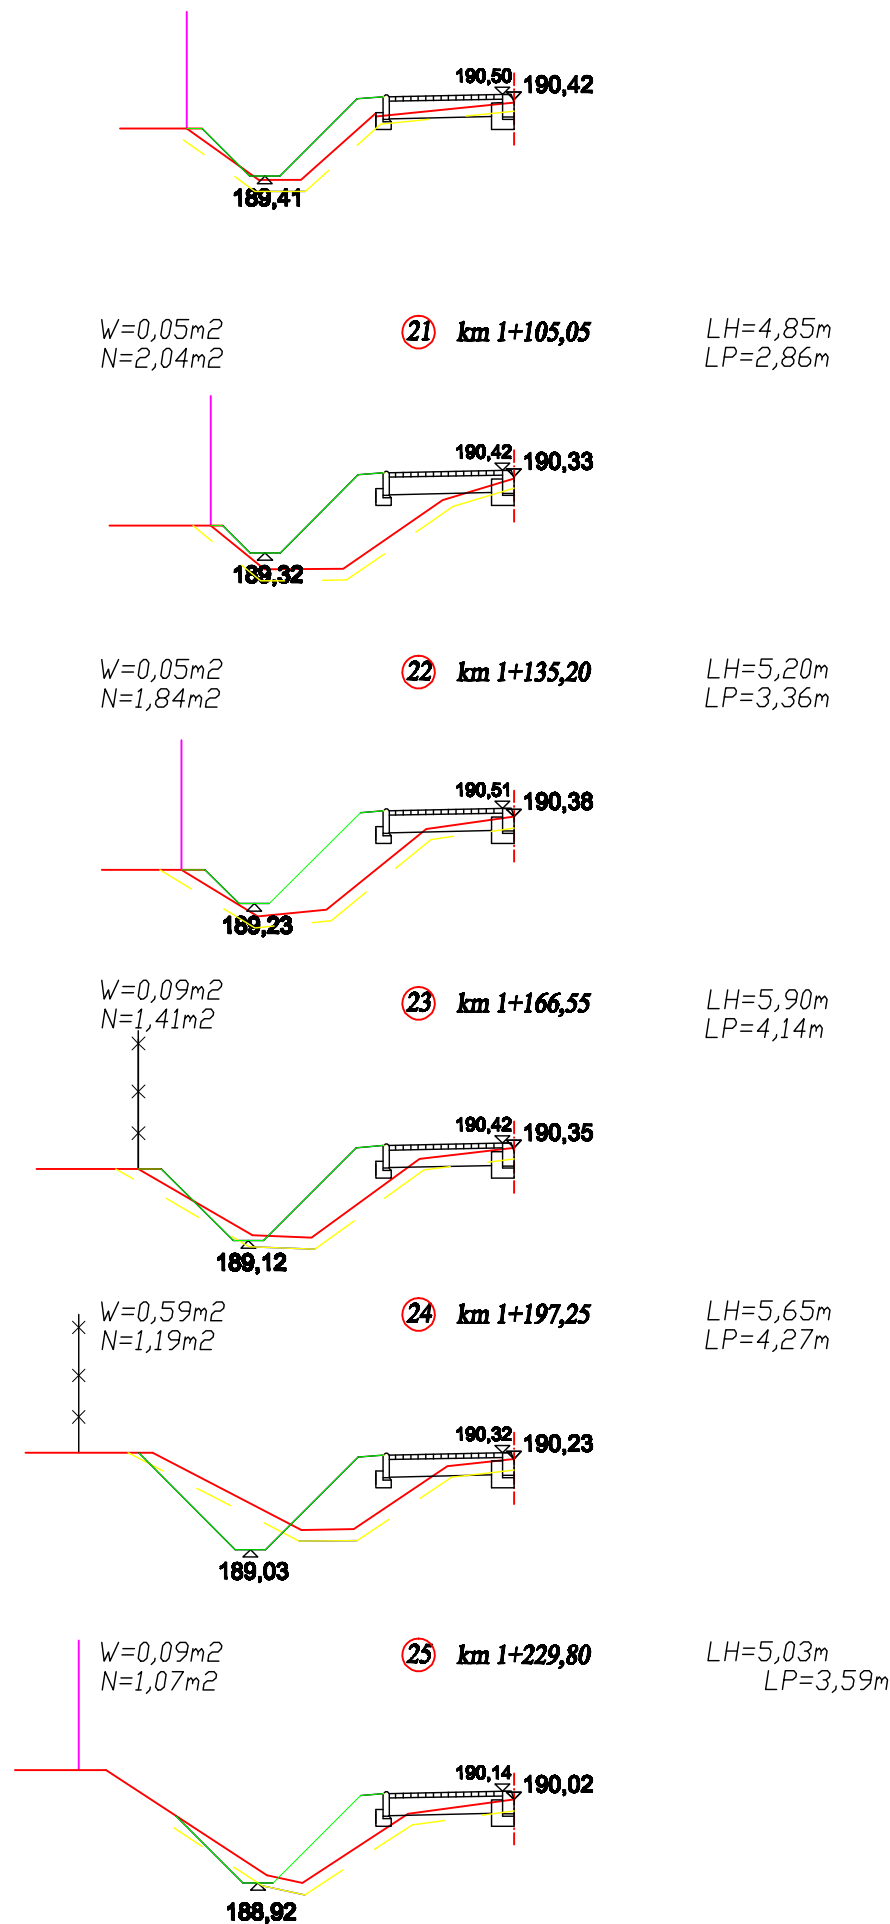 190,50 190,42
189,41
W=0,05m2 21 km 1+105,05 LH=4,85m
N=2,04m2 LP=2,86m
190,42 190,33
189,32
W=0,05m2 22 km 1+135,20 LH=5,20m
N=1,84m2 LP=3,36m
190,51 190,38
189,23
W=0,09m2 23 km 1+166,55 LH=5,90m
N=1,41m2 LP=4,14m
190,42 190,35
189,12
W=0,59m2 24 km 1+197,25 LH=5,65m
N=1,19m2 LP=4,27m
190,32 190,23
189,03
W=0,09m2 25 km 1+229,80 LH=5,03m
N=1,07m2 LP=3,59m
190,14 190,02
188,92